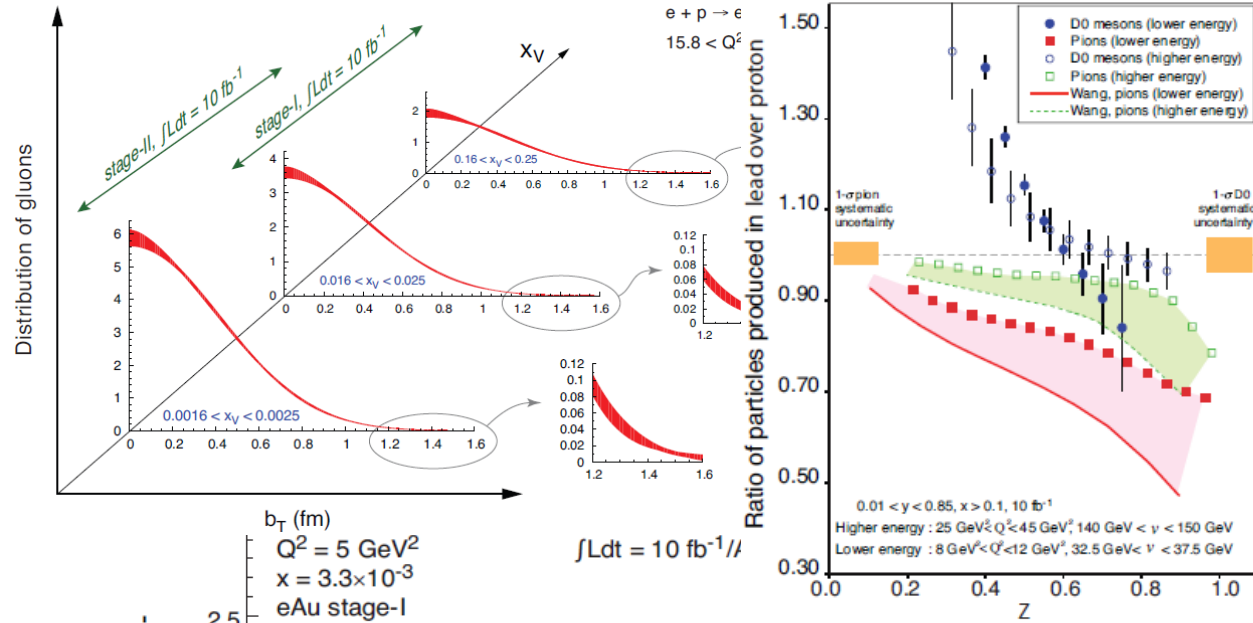 e + p → e
15.8 < Q²
Distribution of gluons
stage-II, ∫Ldt = 10 fb⁻¹
stage-I, ∫Ldt = 10 fb⁻¹
x_V
2
1
0
0.16 < x_V < 0.25
0 0.2 0.4 0.6 0.8 1.0 1.2 1.4 1.6
4
3
2
1
0
0.016 < x_V < 0.025
0 0.2 0.4 0.6 0.8 1.0 1.2 1.4 1.6
0.12
0.1
0.08
0.06
0.04
0.02
0
1.2
6
5
4
3
2
1
0
0.0016 < x_V < 0.0025
0 0.2 0.4 0.6 0.8 1.0 1.2 1.4 1.6
0.12
0.1
0.08
0.06
0.04
0.02
0
1.2 1.4 1.6
b_T (fm)
Q² = 5 GeV²
x = 3.3×10⁻³
eAu stage-I
2.5
∫Ldt = 10 fb⁻¹/A
Ratio of particles produced in lead over proton
1.50
1.30
1.10
0.90
0.70
0.50
0.30
D0 mesons (lower energy)
Pions (lower energy)
D0 mesons (higher energy)
Pions (higher energy)
Wang, pions (lower energy)
Wang, pions (higher energy)
1-σ pion
systematic
uncertainty
1-σ D0
systematic
uncertainty
0.01 < y < 0.85, x > 0.1, 10 fb⁻¹
Higher energy : 25 GeV²<Q²<45 GeV², 140 GeV < ν < 150 GeV
Lower energy : 8 GeV²<Q²<12 GeV², 32.5 GeV< ν < 37.5 GeV
0.0 0.2 0.4 0.6 0.8 1.0
Z